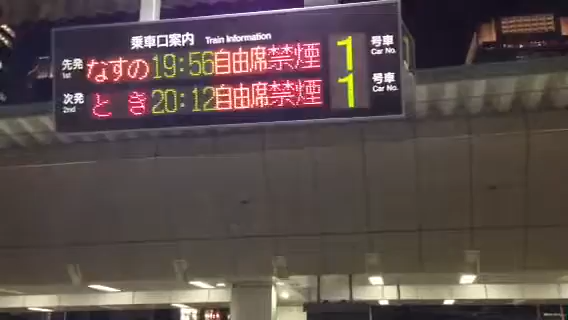 乗車口案内 Train Information
先発 なすの 19:56 自由席 禁煙 1 号車
1st Car No.
次発 とき 20:12 自由席 禁煙 1 号車
2nd Car No.